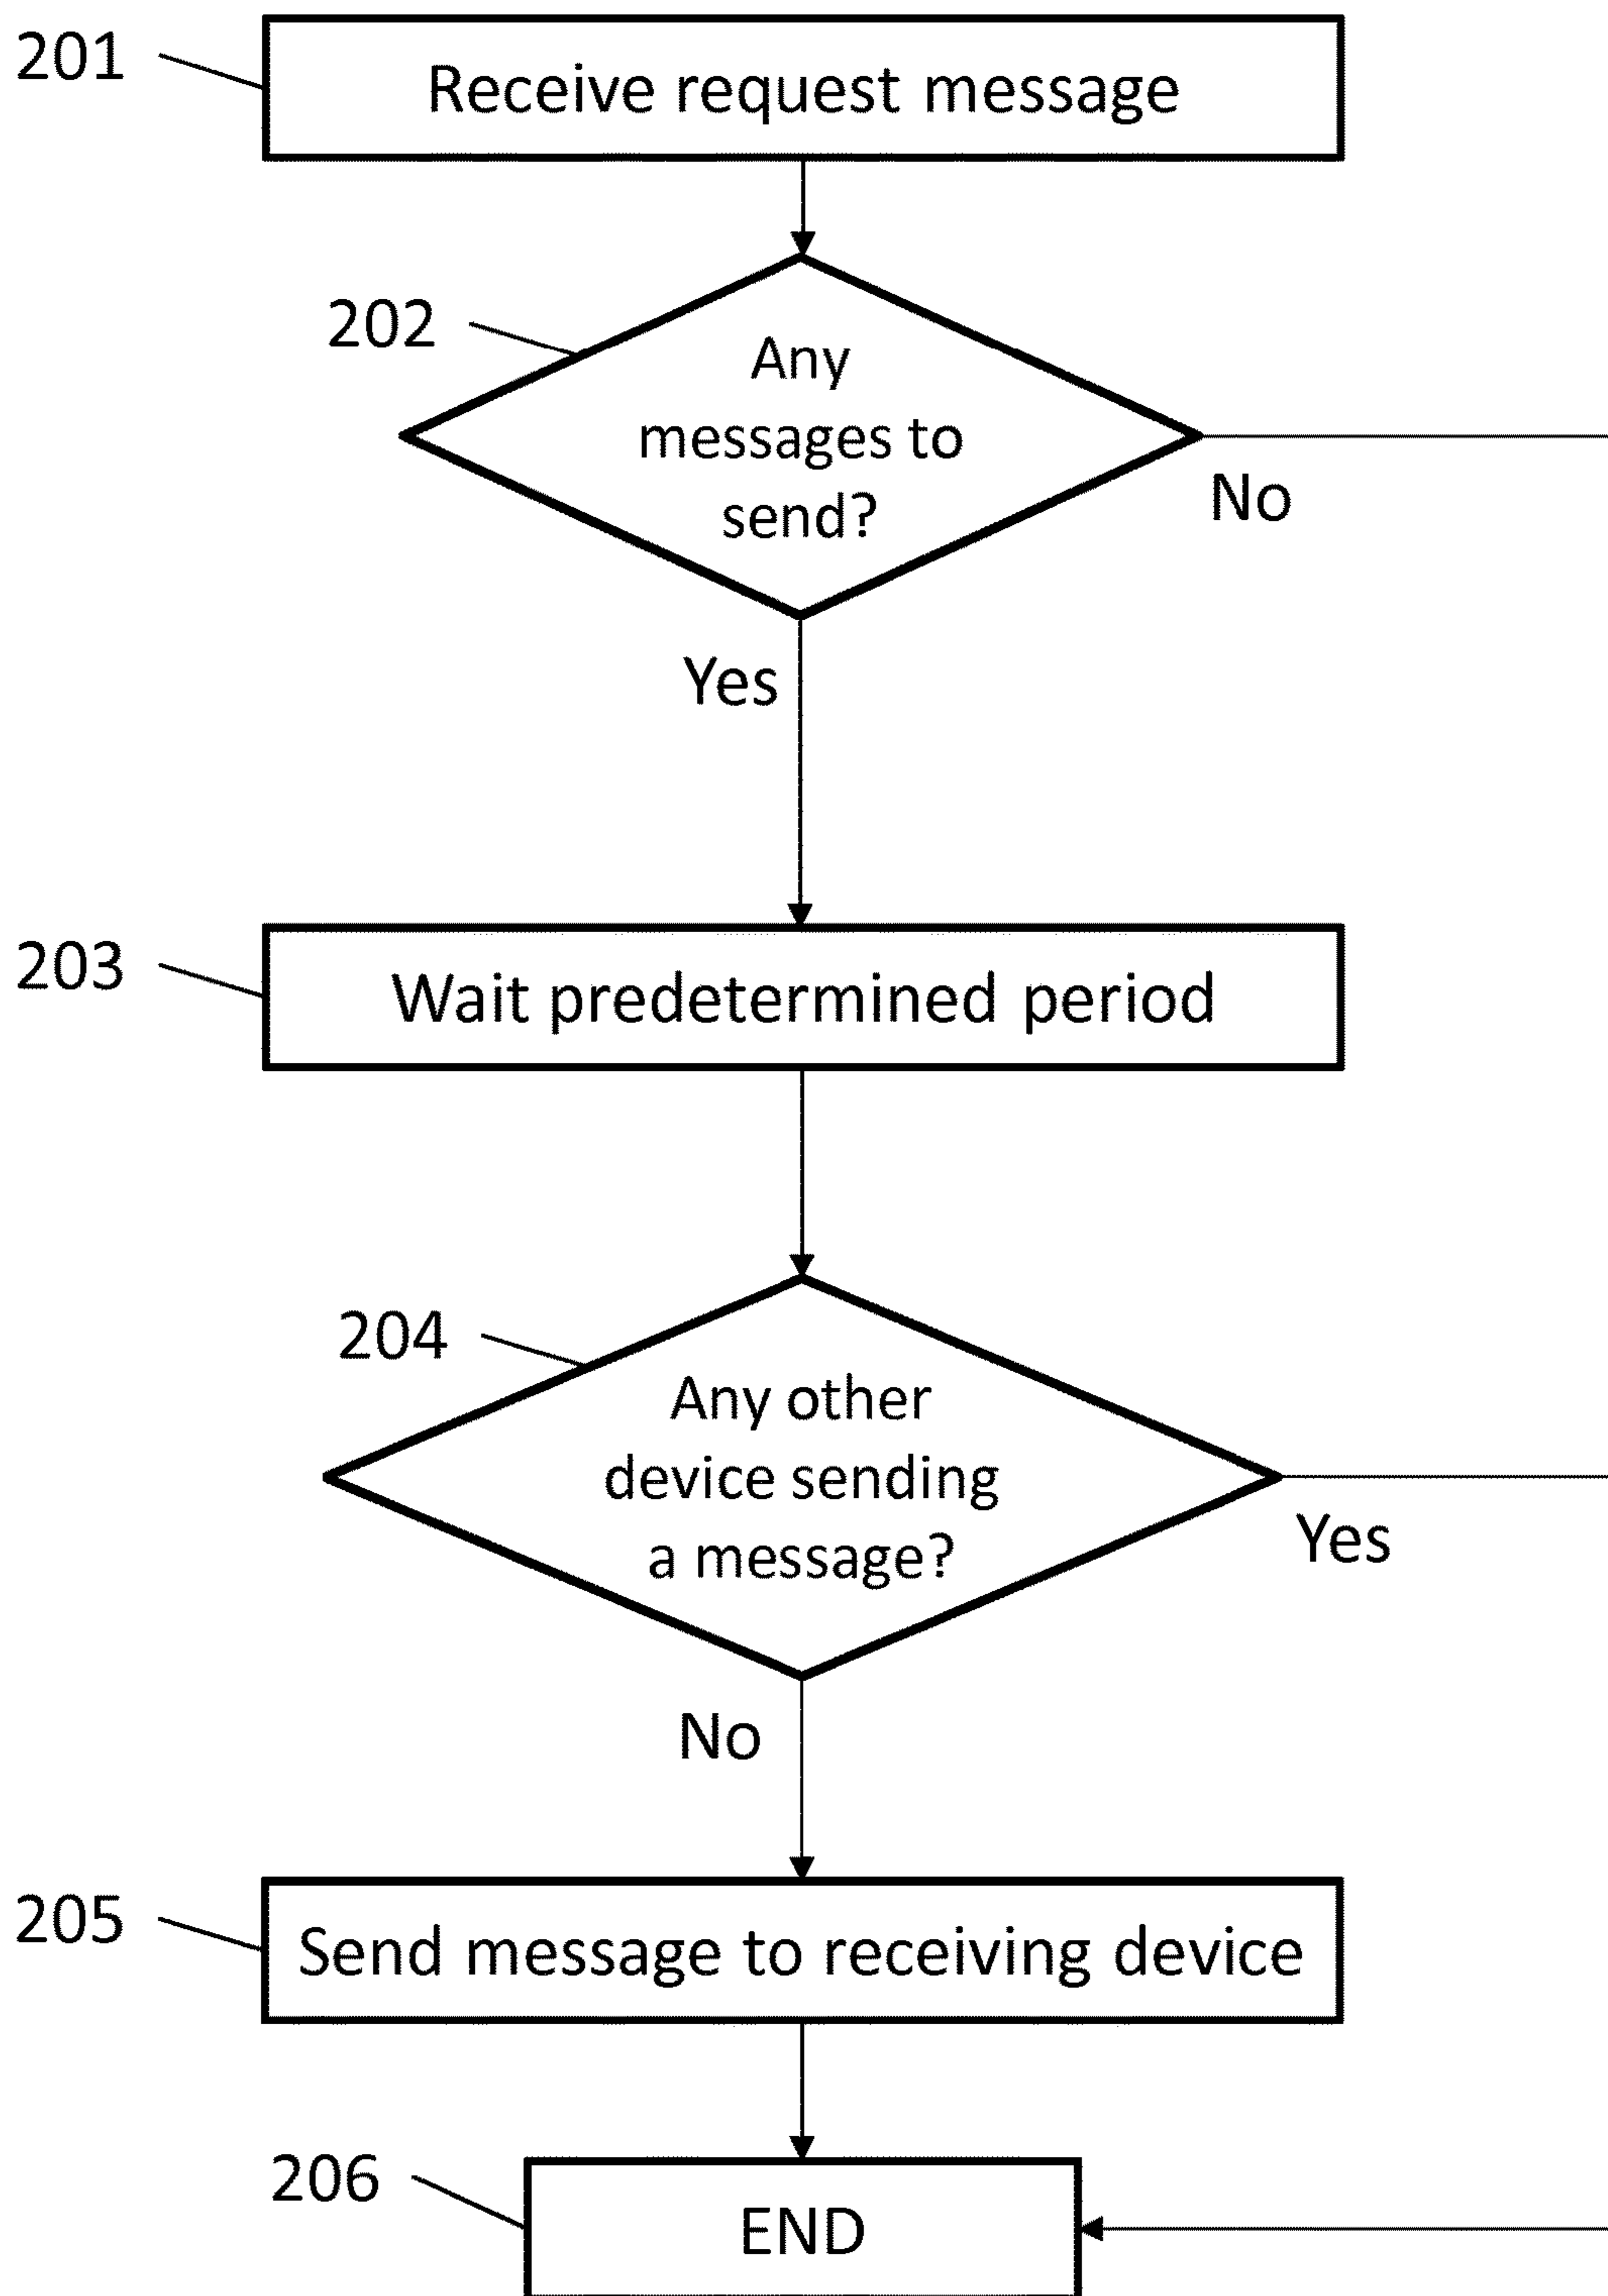 201
Receive request message
202
Any
messages to
send?
No
Yes
203
Wait predetermined period
204
Any other
device sending
a message?
Yes
No
205
Send message to receiving device
206
END